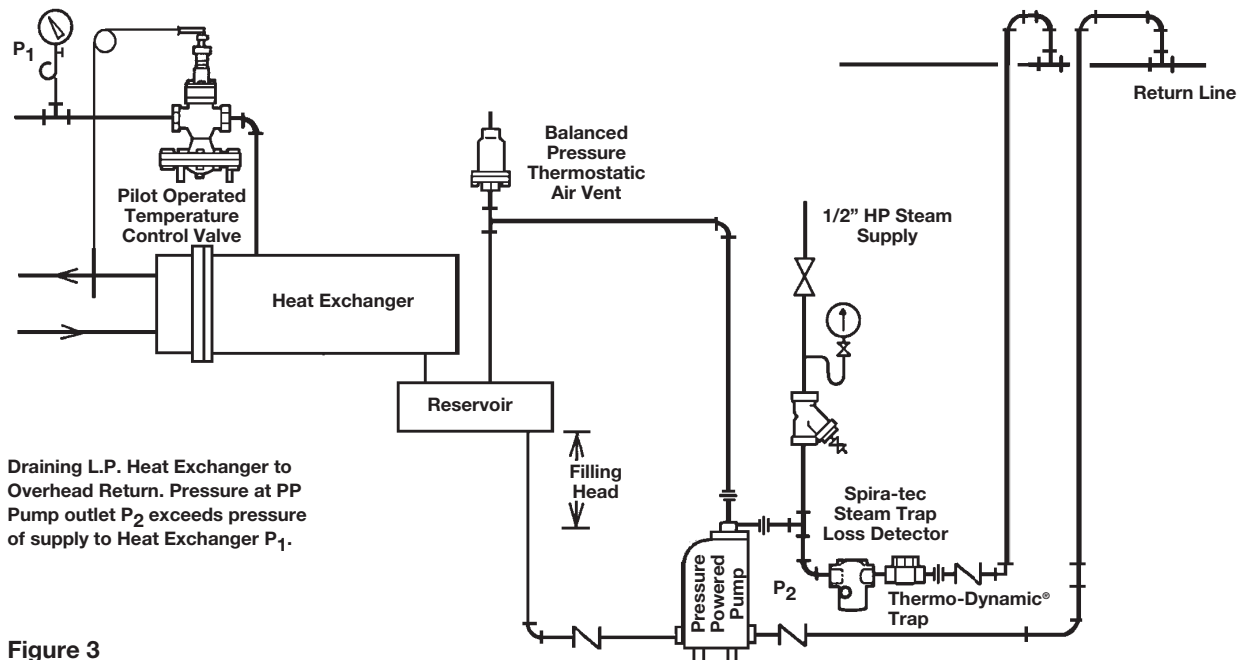 P1
Return Line
Balanced
Pressure
Thermostatic
Air Vent
Pilot Operated
Temperature
Control Valve
1/2” HP Steam
Supply
Heat Exchanger
Reservoir
Filling
Head
Draining L.P. Heat Exchanger to
Overhead Return. Pressure at PP
Pump outlet P2 exceeds pressure
of supply to Heat Exchanger P1.
Spira-tec
Steam Trap
Loss Detector
Pressure
Powered
Pump
P2
Thermo-Dynamic®
Trap
Figure 3